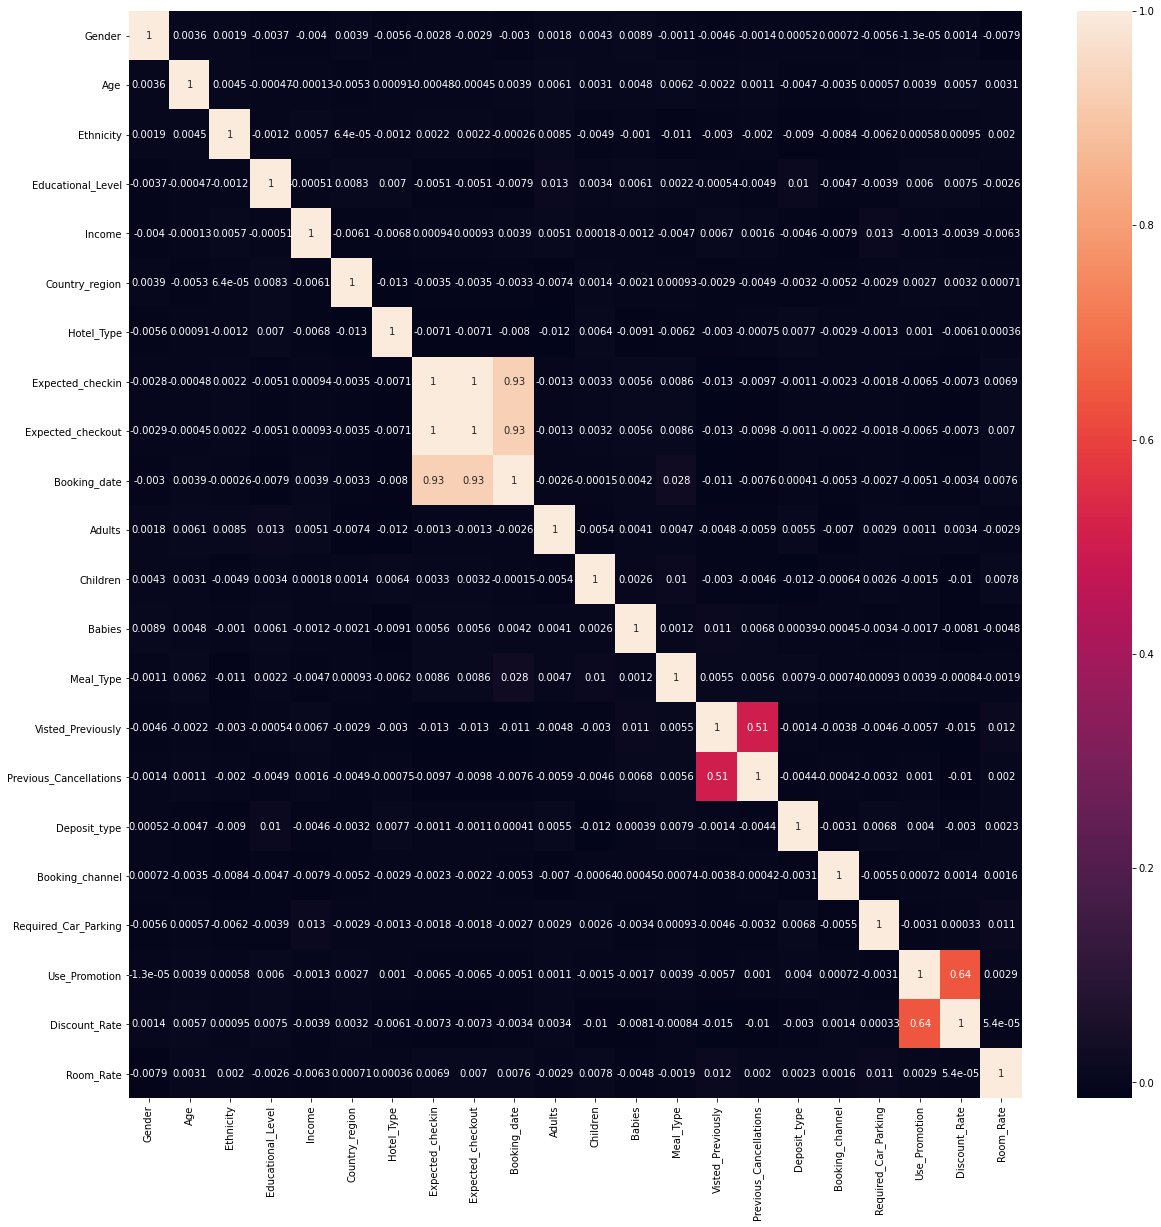 Gender 1 0.0036 0.0019 -0.0037 -0.004 0.0039 -0.0056 -0.0028 -0.0029 -0.003 0.0018 0.0043 0.0089 -0.0011 -0.0046 -0.0014 0.00052 0.00072 -0.0056 -1.3e-05 0.0014 -0.0079
Age 0.0036 1 0.0045 -0.00047 -0.00013 -0.0053 0.00091 -0.00048 -0.00045 0.0039 0.0061 0.0031 0.0048 0.0062 -0.0022 0.0011 -0.0047 -0.0035 0.00057 0.0039 0.0057 0.0031
Ethnicity 0.0019 0.0045 1 -0.0012 0.0057 6.4e-05 -0.0012 0.0022 0.0022 -0.00026 0.0085 -0.0049 -0.001 -0.011 -0.003 -0.002 -0.009 -0.0084 -0.0062 0.00058 0.00095 0.002
Educational_Level -0.0037 -0.00047 -0.0012 1 -0.00051 0.0083 0.007 -0.0051 -0.0051 -0.0079 0.013 0.0034 0.0061 0.0022 -0.00054 -0.0049 0.01 -0.0047 -0.0039 0.006 0.0075 -0.0026
Income -0.004 -0.00013 0.0057 -0.00051 1 -0.0061 -0.0068 0.00094 0.00093 0.0039 0.0051 0.00018 -0.0012 -0.0047 0.0067 0.0016 -0.0046 -0.0079 0.013 -0.0013 -0.0039 -0.0063
Country_region 0.0039 -0.0053 6.4e-05 0.0083 -0.0061 1 -0.013 -0.0035 -0.0035 -0.0033 -0.0074 0.0014 -0.0021 0.00093 -0.0029 -0.0049 -0.0032 -0.0052 -0.0029 0.0027 0.0032 0.00071
Hotel_Type -0.0056 0.00091 -0.0012 0.007 -0.0068 -0.013 1 -0.0071 -0.0071 -0.008 -0.012 0.0064 -0.0091 -0.0062 -0.003 -0.00075 0.0077 -0.0029 -0.0013 0.001 -0.0061 0.00036
Expected_checkin -0.0028 -0.00048 0.0022 -0.0051 0.00094 -0.0035 -0.0071 1 1 0.93 -0.0013 0.0033 0.0056 0.0086 -0.013 -0.0097 -0.0011 -0.0023 -0.0018 -0.0065 -0.0073 0.0069
Expected_checkout -0.0029 -0.00045 0.0022 -0.0051 0.00093 -0.0035 -0.0071 1 1 0.93 -0.0013 0.0032 0.0056 0.0086 -0.013 -0.0098 -0.0011 -0.0022 -0.0018 -0.0065 -0.0073 0.007
Booking_date -0.003 0.0039 -0.00026 -0.0079 0.0039 -0.0033 -0.008 0.93 0.93 1 -0.0026 -0.00015 0.0042 0.028 -0.011 -0.0076 0.00041 -0.0053 -0.0027 -0.0051 -0.0034 0.0076
Adults 0.0018 0.0061 0.0085 0.013 0.0051 -0.0074 -0.012 -0.0013 -0.0013 -0.0026 1 -0.0054 0.0041 0.0047 -0.0048 -0.0059 0.0055 -0.007 0.0029 0.0011 0.0034 -0.0029
Children 0.0043 0.0031 -0.0049 0.0034 0.00018 0.0014 0.0064 0.0033 0.0032 -0.00015 -0.0054 1 0.0026 0.01 -0.003 -0.0046 -0.012 -0.00064 0.0026 -0.0015 -0.01 0.0078
Babies 0.0089 0.0048 -0.001 0.0061 -0.0012 -0.0021 -0.0091 0.0056 0.0056 0.0042 0.0041 0.0026 1 0.0012 0.011 0.0068 0.00039 -0.00045 -0.0034 -0.0017 -0.0081 -0.0048
Meal_Type -0.0011 0.0062 -0.011 0.0022 -0.0047 0.00093 -0.0062 0.0086 0.0086 0.028 0.0047 0.01 0.0012 1 0.0055 0.0056 0.0079 -0.00074 0.00093 0.0039 -0.00084 -0.0019
Visted_Previously -0.0046 -0.0022 -0.003 -0.00054 0.0067 -0.0029 -0.003 -0.013 -0.013 -0.011 -0.0048 -0.003 0.011 0.0055 1 0.51 -0.0014 -0.0038 -0.0046 -0.0057 -0.015 0.012
Previous_Cancellations -0.0014 0.0011 -0.002 -0.0049 0.0016 -0.0049 -0.00075 -0.0097 -0.0098 -0.0076 -0.0059 -0.0046 0.0068 0.0056 0.51 1 -0.0044 -0.00042 -0.0032 0.001 -0.01 0.002
Deposit_type 0.00052 -0.0047 -0.009 0.01 -0.0046 -0.0032 0.0077 -0.0011 -0.0011 0.00041 0.0055 -0.012 0.00039 0.0079 -0.0014 -0.0044 1 -0.0031 0.0068 0.004 -0.003 0.0023
Booking_channel 0.00072 -0.0035 -0.0084 -0.0047 -0.0079 -0.0052 -0.0029 -0.0023 -0.0022 -0.0053 -0.007 -0.00064 -0.00045 -0.00074 -0.0038 -0.00042 -0.0031 1 -0.0055 0.00072 0.0014 0.0016
Required_Car_Parking -0.0056 0.00057 -0.0062 -0.0039 0.013 -0.0029 -0.0013 -0.0018 -0.0018 -0.0027 0.0029 0.0026 -0.0034 0.00093 -0.0046 -0.0032 0.0068 -0.0055 1 -0.0031 0.00033 0.011
Use_Promotion -1.3e-05 0.0039 0.00058 0.006 -0.0013 0.0027 0.001 -0.0065 -0.0065 -0.0051 0.0011 -0.0015 -0.0017 0.0039 -0.0057 0.001 0.004 0.00072 -0.0031 1 0.64 0.0029
Discount_Rate 0.0014 0.0057 0.00095 0.0075 -0.0039 0.0032 -0.0061 -0.0073 -0.0073 -0.0034 0.0034 -0.01 -0.0081 -0.00084 -0.015 -0.01 -0.003 0.0014 0.00033 0.64 1 5.4e-05
Room_Rate -0.0079 0.0031 0.002 -0.0026 -0.0063 0.00071 0.00036 0.0069 0.007 0.0076 -0.0029 0.0078 -0.0048 -0.0019 0.012 0.002 0.0023 0.0016 0.011 0.0029 5.4e-05 1
Gender
Age
Ethnicity
Educational_Level
Income
Country_region
Hotel_Type
Expected_checkin
Expected_checkout
Booking_date
Adults
Children
Babies
Meal_Type
Visted_Previously
Previous_Cancellations
Deposit_type
Booking_channel
Required_Car_Parking
Use_Promotion
Discount_Rate
Room_Rate
1.0
0.8
0.6
0.4
0.2
0.0